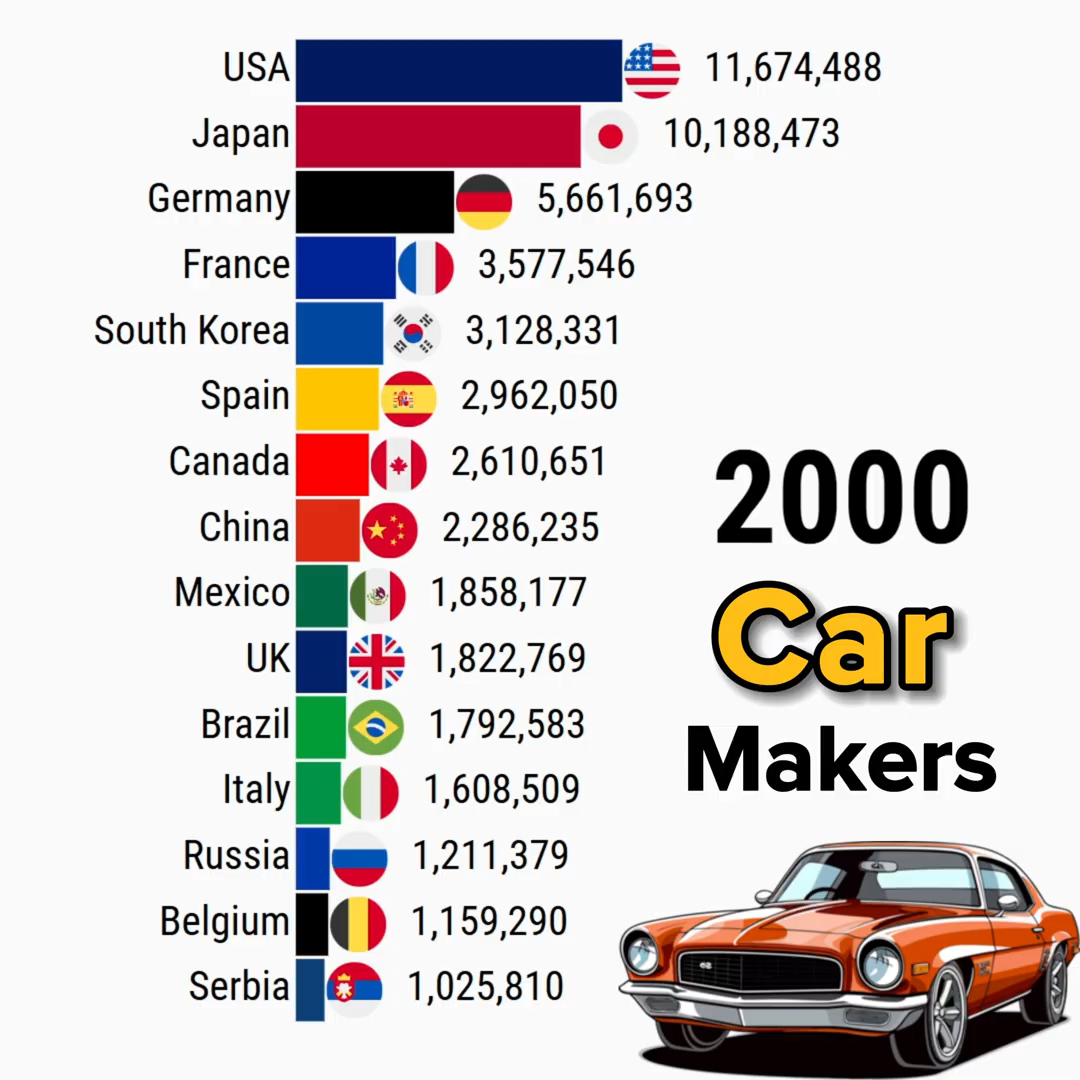 USA 11,674,488
Japan 10,188,473
Germany 5,661,693
France 3,577,546
South Korea 3,128,331
Spain 2,962,050
Canada 2,610,651
China 2,286,235
Mexico 1,858,177
UK 1,822,769
Brazil 1,792,583
Italy 1,608,509
Russia 1,211,379
Belgium 1,159,290
Serbia 1,025,810
2000
Car
Makers